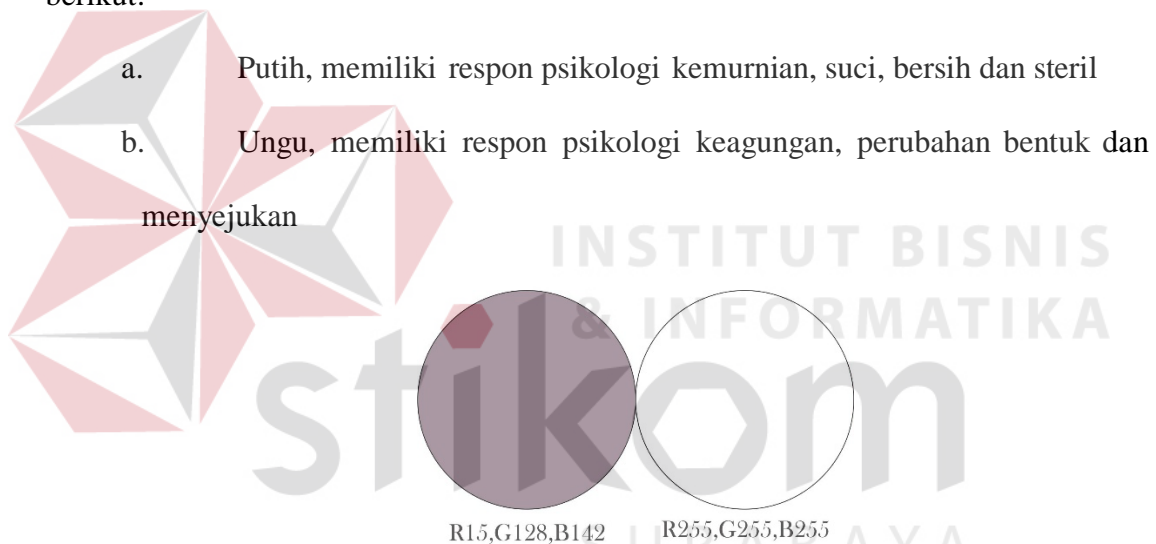 berikut:
a. Putih, memiliki respon psikologi kemurnian, suci, bersih dan steril
b. Ungu, memiliki respon psikologi keagungan, perubahan bentuk dan
menyejukan
INSTITUT BISNIS
& INFORMATIKA
stikom
R15,G128,B142 R255,G255,B255
SURABAYA